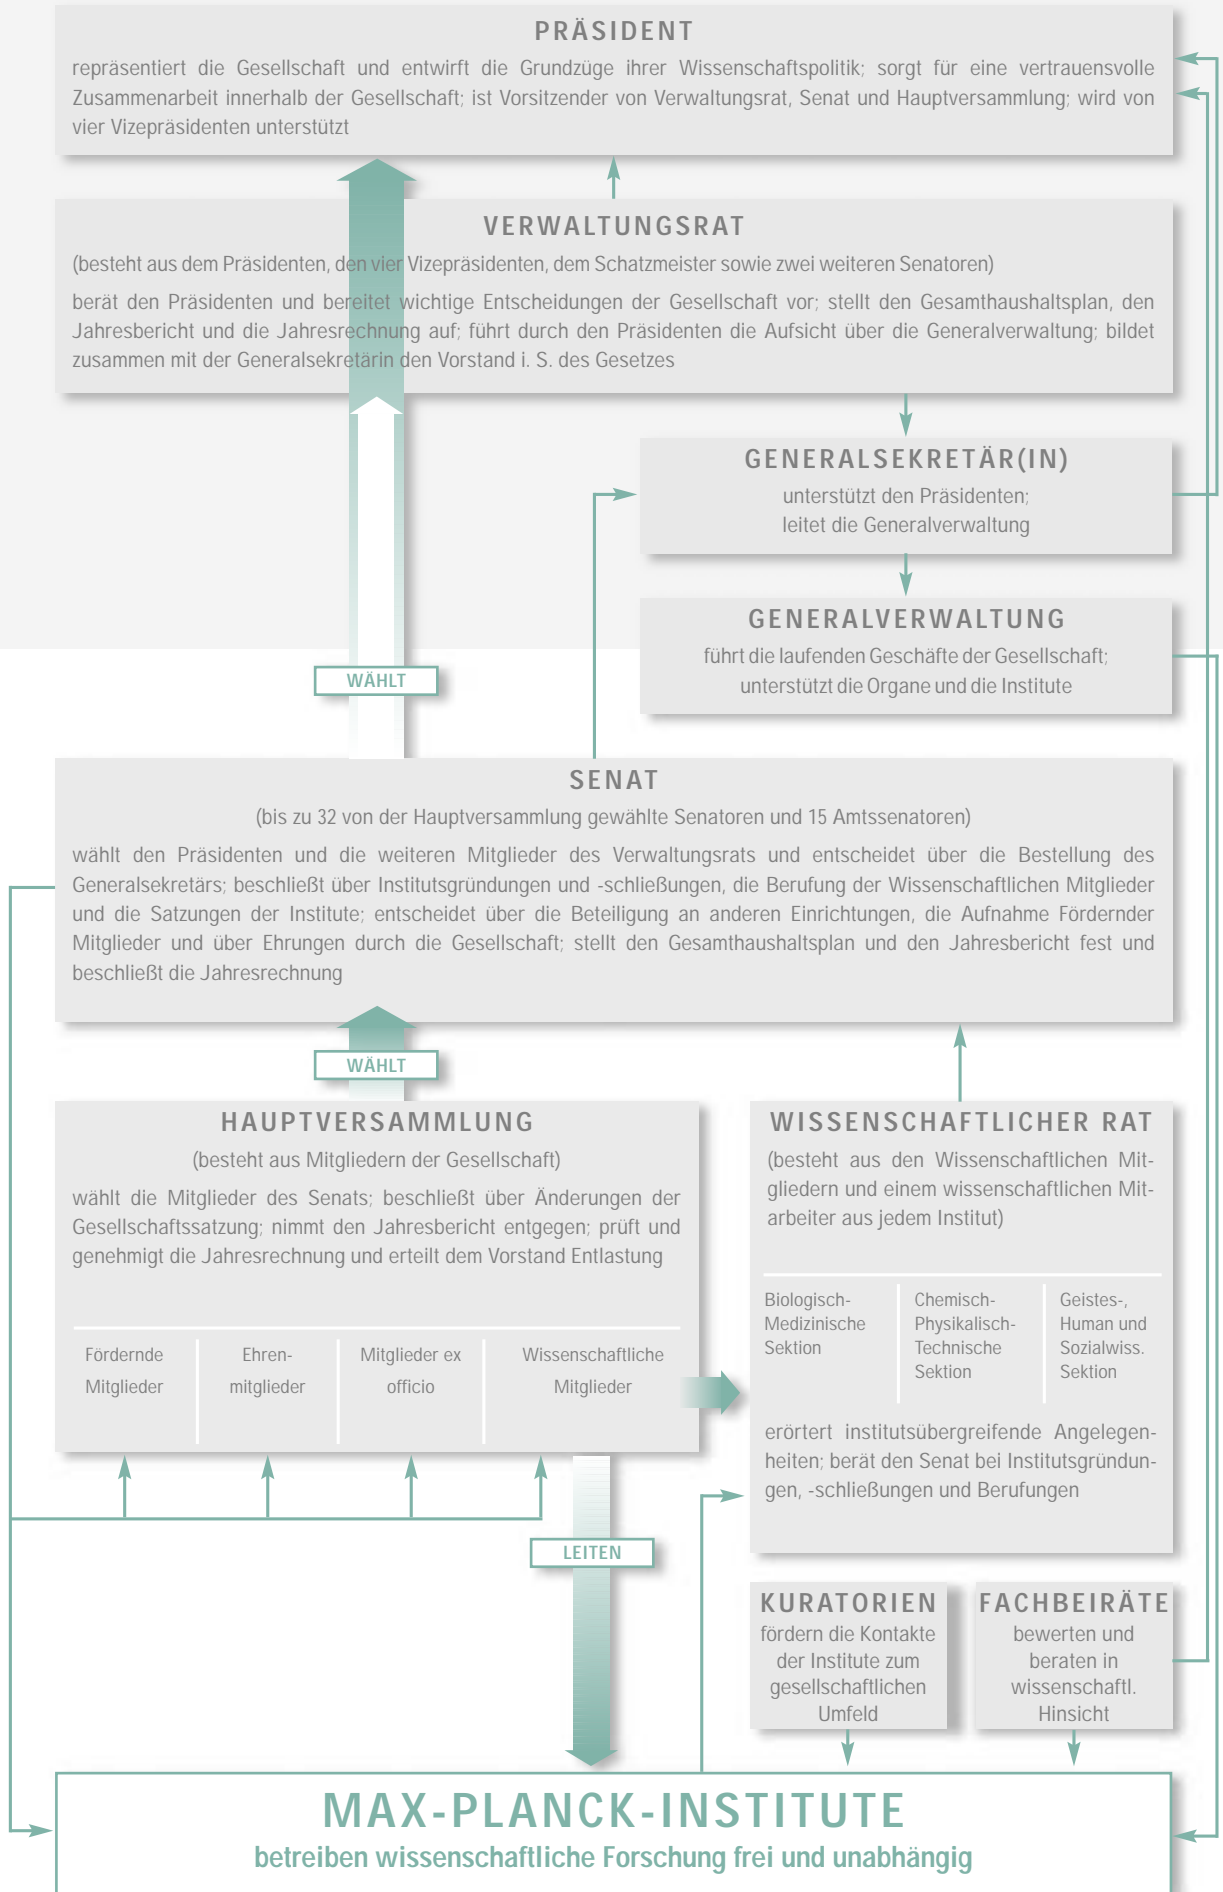 PRÄSIDENT
repräsentiert die Gesellschaft und entwirft die Grundzüge ihrer Wissenschaftspolitik; sorgt für eine vertrauensvolle
Zusammenarbeit innerhalb der Gesellschaft; ist Vorsitzender von Verwaltungsrat, Senat und Hauptversammlung; wird von
vier Vizepräsidenten unterstützt
VERWALTUNGSRAT
(besteht aus dem Präsidenten, den vier Vizepräsidenten, dem Schatzmeister sowie zwei weiteren Senatoren)
berät den Präsidenten und bereitet wichtige Entscheidungen der Gesellschaft vor; stellt den Gesamthaushaltsplan, den
Jahresbericht und die Jahresrechnung auf; führt durch den Präsidenten die Aufsicht über die Generalverwaltung; bildet
zusammen mit der Generalsekretärin den Vorstand i. S. des Gesetzes
GENERALSEKRETÄR(IN)
unterstützt den Präsidenten;
leitet die Generalverwaltung
GENERALVERWALTUNG
führt die laufenden Geschäfte der Gesellschaft;
unterstützt die Organe und die Institute
WÄHLT
SENAT
(bis zu 32 von der Hauptversammlung gewählte Senatoren und 15 Amtssenatoren)
wählt den Präsidenten und die weiteren Mitglieder des Verwaltungsrats und entscheidet über die Bestellung des
Generalsekretärs; beschließt über Institutsgründungen und -schließungen, die Berufung der Wissenschaftlichen Mitglieder
und die Satzungen der Institute; entscheidet über die Beteiligung an anderen Einrichtungen, die Aufnahme Fördernder
Mitglieder und über Ehrungen durch die Gesellschaft; stellt den Gesamthaushaltsplan und den Jahresbericht fest und
beschließt die Jahresrechnung
WÄHLT
HAUPTVERSAMMLUNG
(besteht aus Mitgliedern der Gesellschaft)
wählt die Mitglieder des Senats; beschließt über Änderungen der
Gesellschaftssatzung; nimmt den Jahresbericht entgegen; prüft und
genehmigt die Jahresrechnung und erteilt dem Vorstand Entlastung
Fördernde
Mitglieder
Ehren-
mitglieder
Mitglieder ex
officio
Wissenschaftliche
Mitglieder
WISSENSCHAFTLICHER RAT
(besteht aus den Wissenschaftlichen Mit-
gliedern und einem wissenschaftlichen Mit-
arbeiter aus jedem Institut)
Biologisch-
Medizinische
Sektion
Chemisch-
Physikalisch-
Technische
Sektion
Geistes-,
Human und
Sozialwiss.
Sektion
erörtert institutsübergreifende Angelegen-
heiten; berät den Senat bei Institutsgründun-
gen, -schließungen und Berufungen
LEITEN
KURATORIEN
fördern die Kontakte
der Institute zum
gesellschaftlichen
Umfeld
FACHBEIRÄTE
bewerten und
beraten in
wissenschaftl.
Hinsicht
MAX-PLANCK-INSTITUTE
betreiben wissenschaftliche Forschung frei und unabhängig